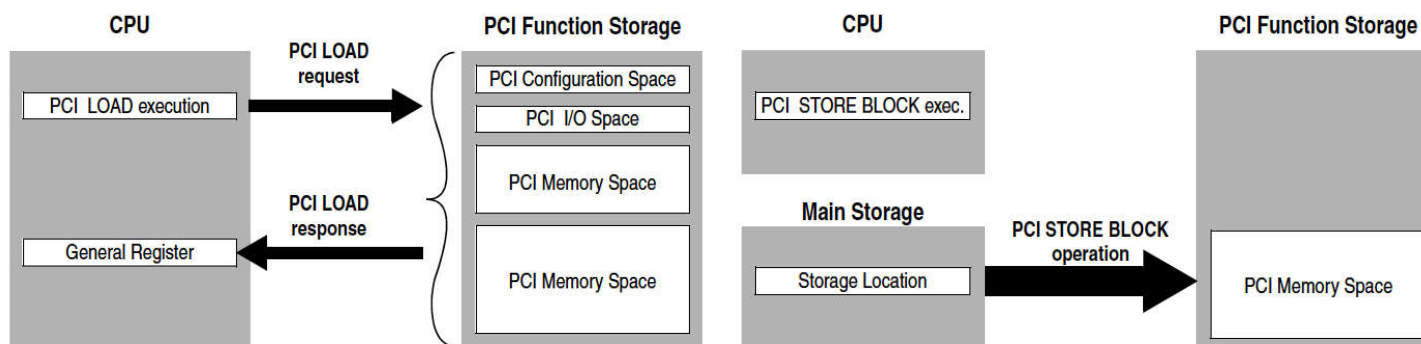 CPU
PCI LOAD
request
PCI LOAD execution
PCI LOAD
response
General Register
PCI Function Storage
PCI Configuration Space
PCI I/O Space
PCI Memory Space
PCI Memory Space
CPU
PCI STORE BLOCK exec.
Main Storage
Storage Location
PCI STORE BLOCK
operation
PCI Function Storage
PCI Memory Space